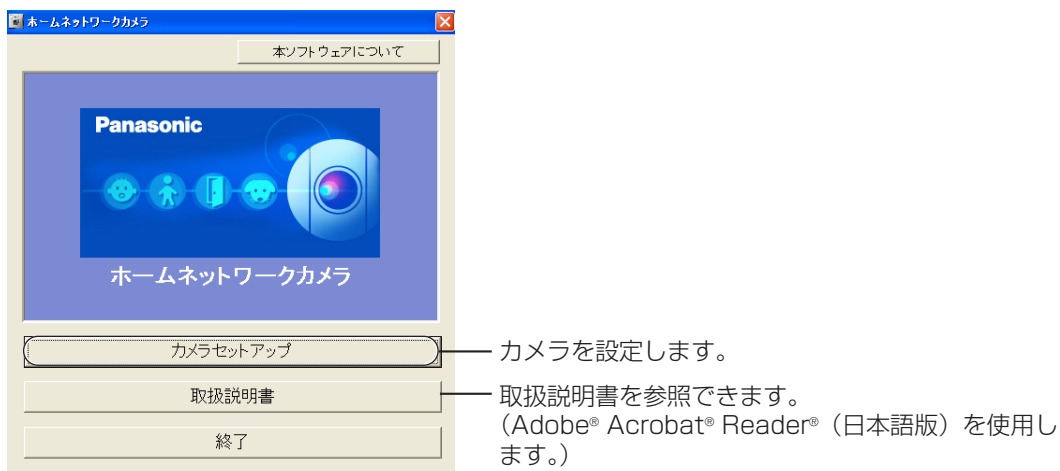 ホームネットワークカメラ
本ソフトウェアについて
Panasonic
ホームネットワークカメラ
カメラセットアップ
カメラを設定します。
取扱説明書
取扱説明書を参照できます。
(Adobe® Acrobat® Reader®（日本語版）を使用し
ます。)
終了